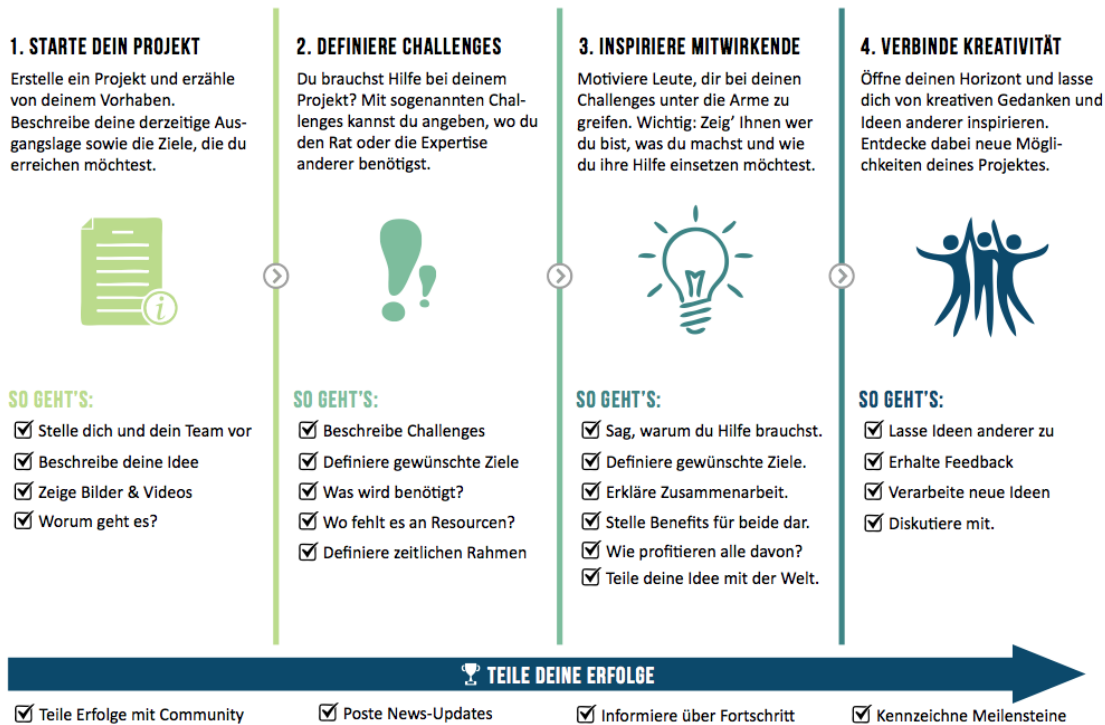 1. STARTE DEIN PROJEKT
Erstelle ein Projekt und erzähle
von deinem Vorhaben.
Beschreibe deine derzeitige Aus-
gangslage sowie die Ziele, die du
erreichen möchtest.
i
SO GEHT'S:
Stelle dich und dein Team vor
Beschreibe deine Idee
Zeige Bilder & Videos
Worum geht es?
2. DEFINIERE CHALLENGES
Du brauchst Hilfe bei deinem
Projekt? Mit sogenannten Chal-
lenges kannst du angeben, wo du
den Rat oder die Expertise
anderer benötigst.
SO GEHT'S:
Beschreibe Challenges
Definiere gewünschte Ziele
Was wird benötigt?
Wo fehlt es an Resourcen?
Definiere zeitlichen Rahmen
3. INSPIRIERE MITWIRKENDE
Motiviere Leute, dir bei deinen
Challenges unter die Arme zu
greifen. Wichtig: Zeig' Ihnen wer
du bist, was du machst und wie
du ihre Hilfe einsetzen möchtest.
SO GEHT'S:
Sag, warum du Hilfe brauchst.
Definiere gewünschte Ziele.
Erkläre Zusammenarbeit.
Stelle Benefits für beide dar.
Wie profitieren alle davon?
Teile deine Idee mit der Welt.
4. VERBINDE KREATIVITÄT
Öffne deinen Horizont und lasse
dich von kreativen Gedanken und
Ideen anderer inspirieren.
Entdecke dabei neue Mögli-
chkeiten deines Projektes.
SO GEHT'S:
Lasse Ideen anderer zu
Erhalte Feedback
Verarbeite neue Ideen
Diskutiere mit.
TEILE DEINE ERFOLGE
Teile Erfolge mit Community
Poste News-Updates
Informiere über Fortschritt
Kennzeichne Meilensteine